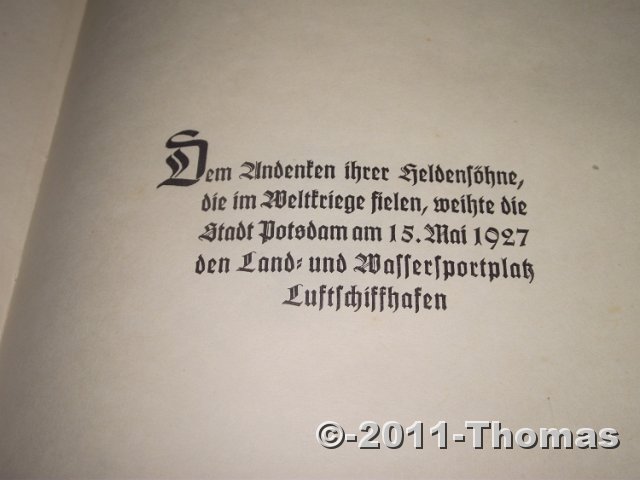 Dem Andenken ihrer Heldensöhne,
die im Weltkriege fielen, weihte die
Stadt Potsdam am 15. Mai 1927
den Land- und Wassersportplatz
Luftschiffhafen
©-2011-Thomas